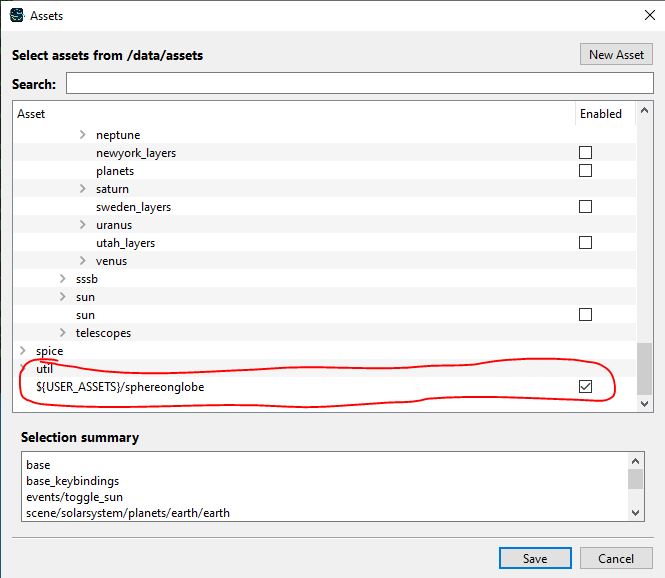 Assets
Select assets from /data/assets
New Asset
Search:
Asset Enabled
neptune
newyork_layers
planets
saturn
sweden_layers
uranus
utah_layers
venus
sssb
sun
sun
telescopes
spice
util
${USER_ASSETS}/sphereonglobe
Selection summary
base
base_keybindings
events/toggle_sun
scene/solarsystem/planets/earth/earth
Save Cancel